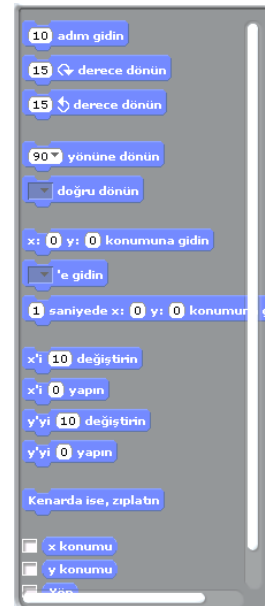 10 adım gidin
15 derece dönün
15 derece dönün
90 yönüne dönün
doğru dönün
x: 0 y: 0 konumuna gidin
'e gidin
1 saniyede x: 0 y: 0 konumun
x'i 10 değiştirin
x'i 0 yapın
y'yi 10 değiştirin
y'yi 0 yapın
Kenarda ise, zıplatın
x konumu
y konumu
Yön